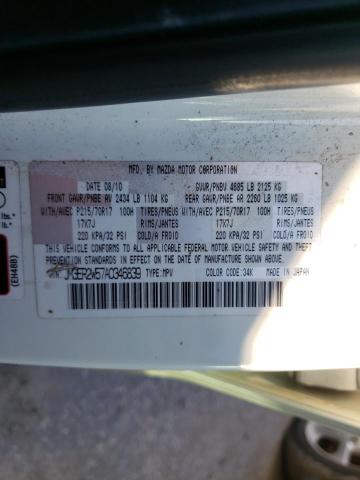 MFD. BY MAZDA MOTOR CORPORATION
DATE 08/10 GVWR/PNBV 4685 LB 2125 KG
FRONT GAWR/PNBE AV 2434 LB 1104 KG REAR GAWR/PNBE AR 2260 LB 1025 KG
WITH/AVEC P215/70R17 100H TIRES/PNEUS WITH/AVEC P215/70R17 100H TIRES/PNEUS
17X7J RIMS/JANTES 17X7J RIMS/JANTES
220 KPA/32 PSI COLD/A FROID 220 KPA/32 PSI COLD/A FROID
THIS VEHICLE CONFORMS TO ALL APPLICABLE FEDERAL MOTOR VEHICLE SAFETY AND THEFT
PREVENTION STANDARDS IN EFFECT ON THE DATE OF MANUFACTURE SHOWN ABOVE.
JM3ER2W57A0346839 TYPE:MPV COLOR CODE:34K MADE IN JAPAN
(EH48B)